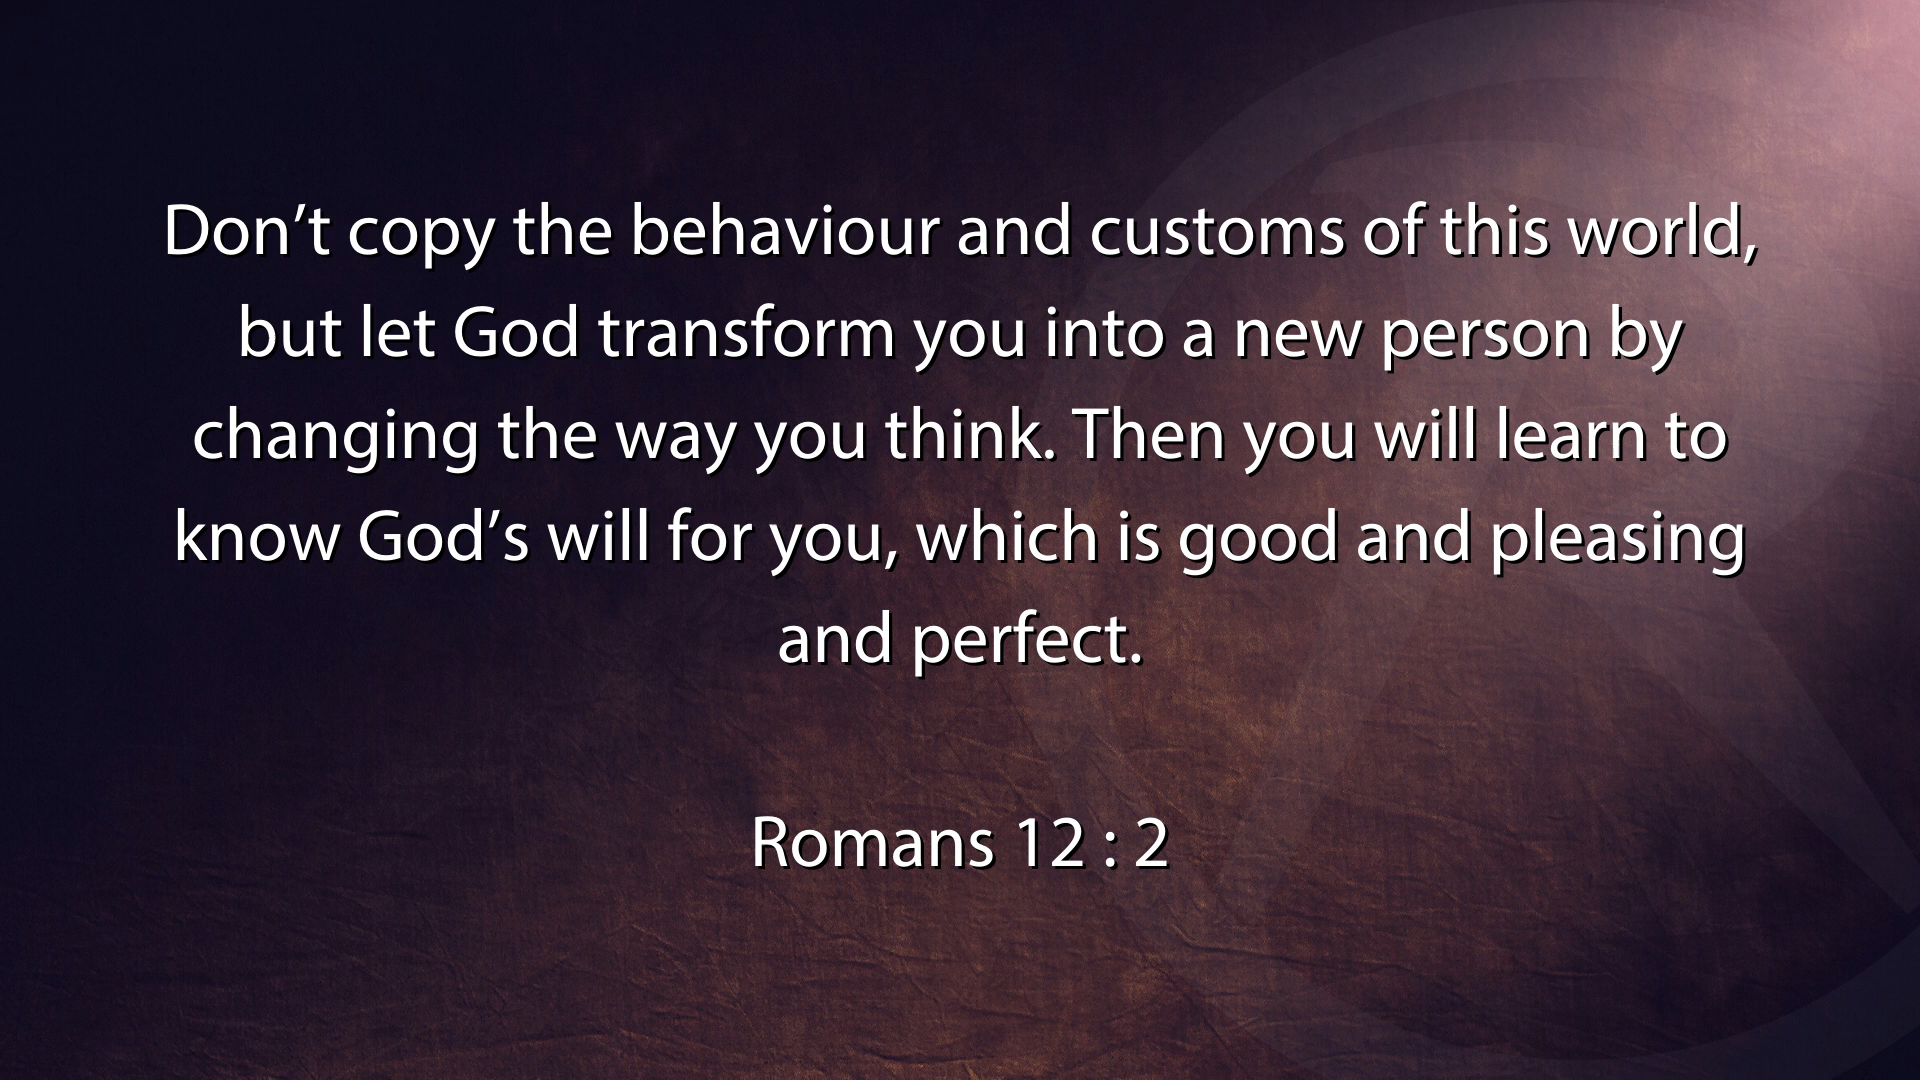 Don’t copy the behaviour and customs of this world,
but let God transform you into a new person by
changing the way you think. Then you will learn to
know God’s will for you, which is good and pleasing
and perfect.
Romans 12 : 2